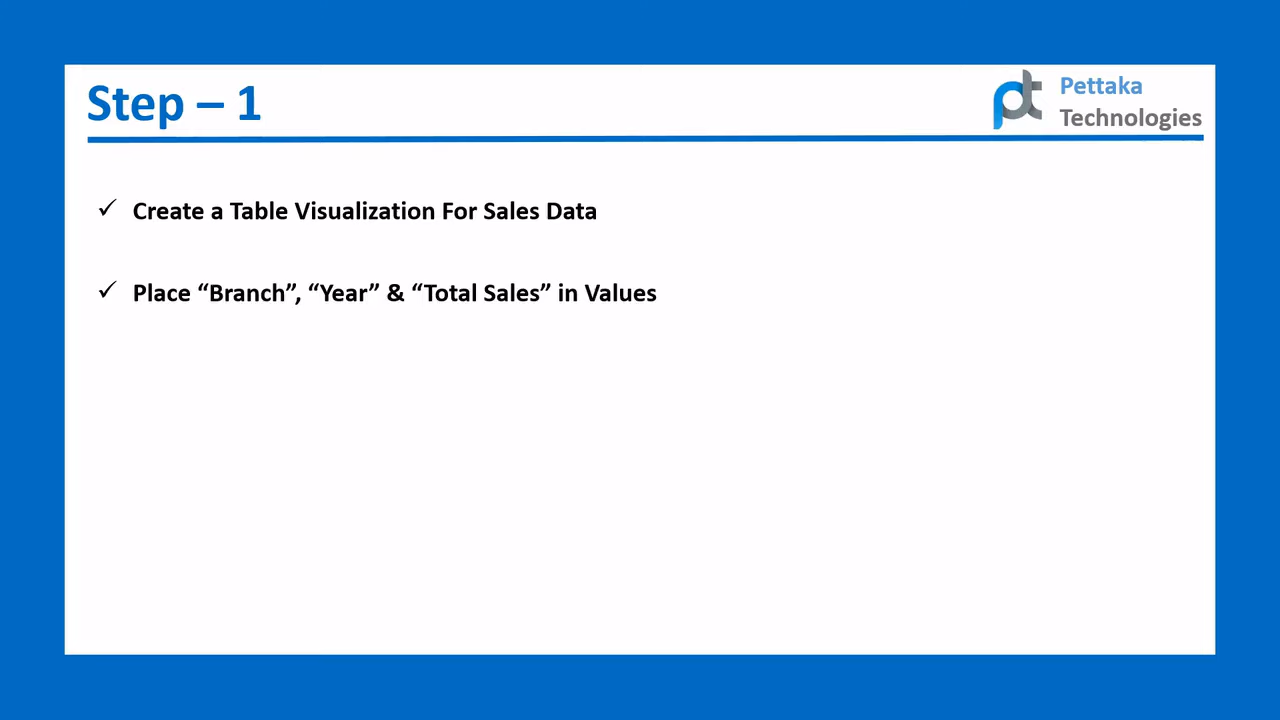 Step – 1
Pettaka
Technologies
✓ Create a Table Visualization For Sales Data
✓ Place “Branch”, “Year” & “Total Sales” in Values